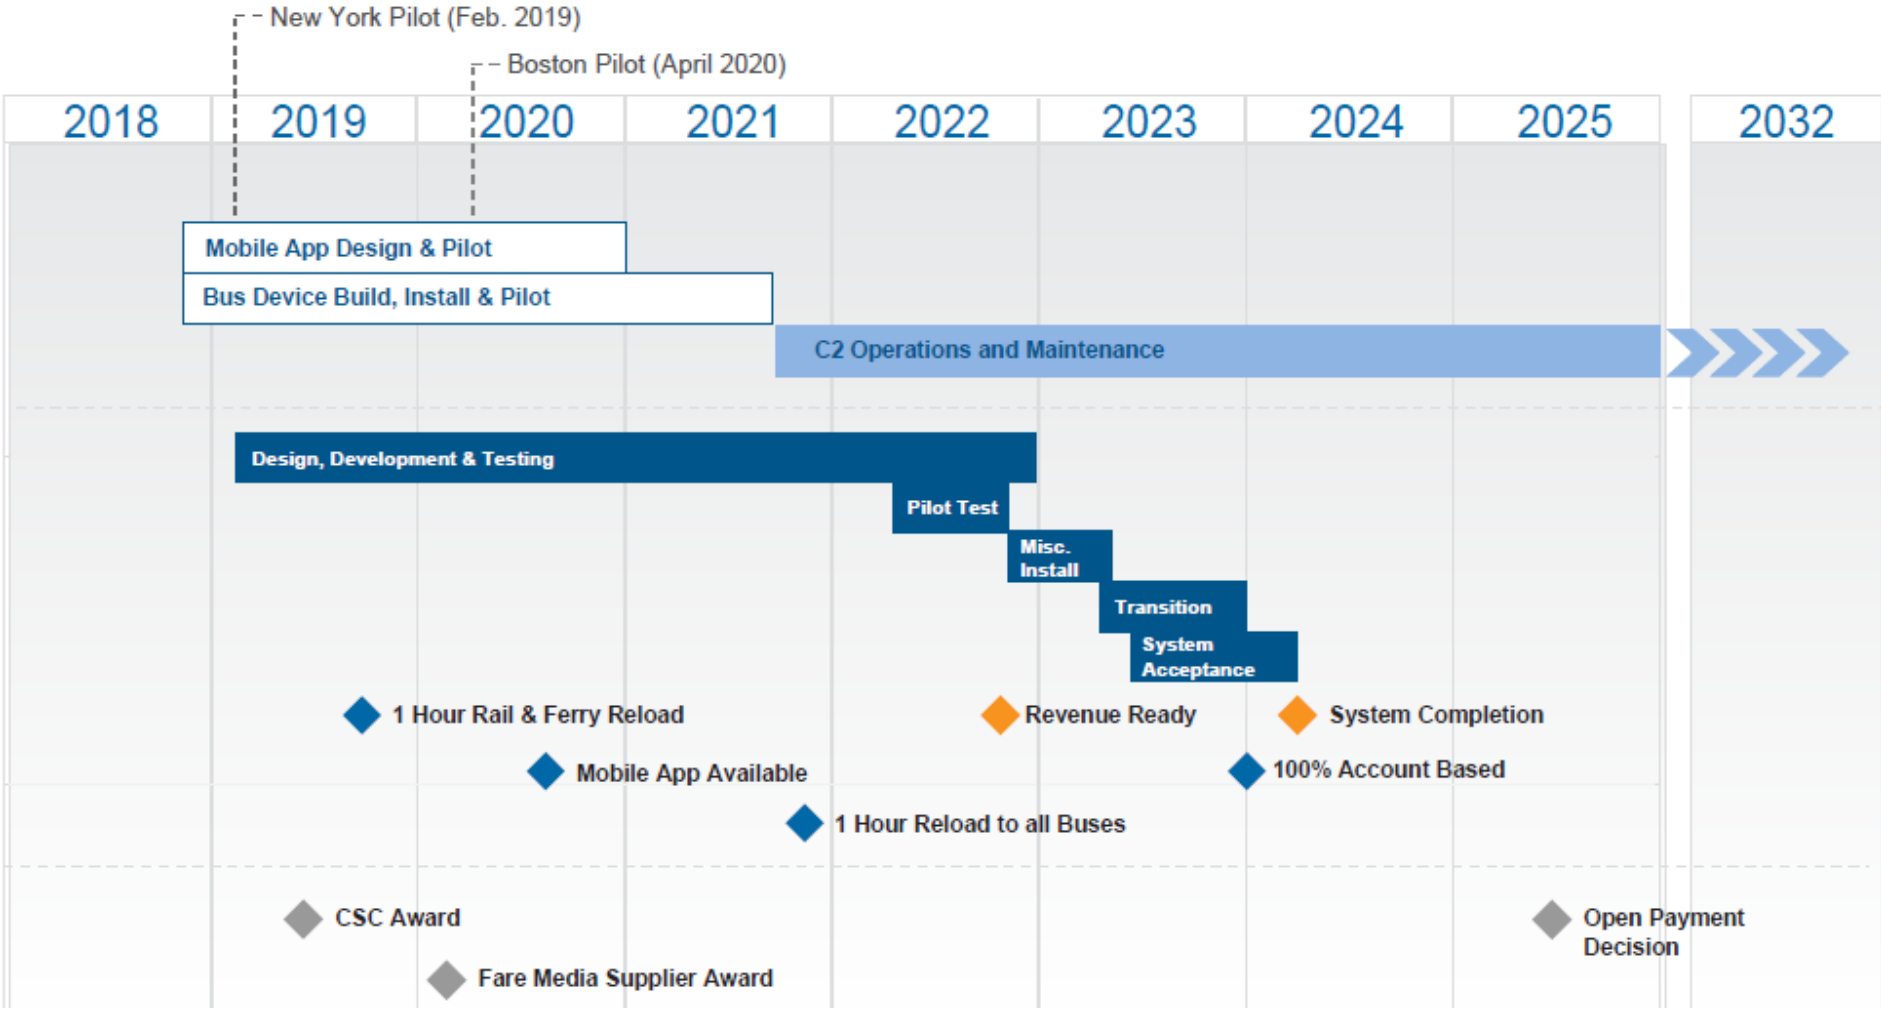 New York Pilot (Feb. 2019)
Boston Pilot (April 2020)
2018 2019 2020 2021 2022 2023 2024 2025 2032
Mobile App Design & Pilot
Bus Device Build, Install & Pilot
C2 Operations and Maintenance
Design, Development & Testing
Pilot Test
Misc.
Install
Transition
System
Acceptance
1 Hour Rail & Ferry Reload
Revenue Ready
System Completion
Mobile App Available
100% Account Based
1 Hour Reload to all Buses
CSC Award
Open Payment
Decision
Fare Media Supplier Award